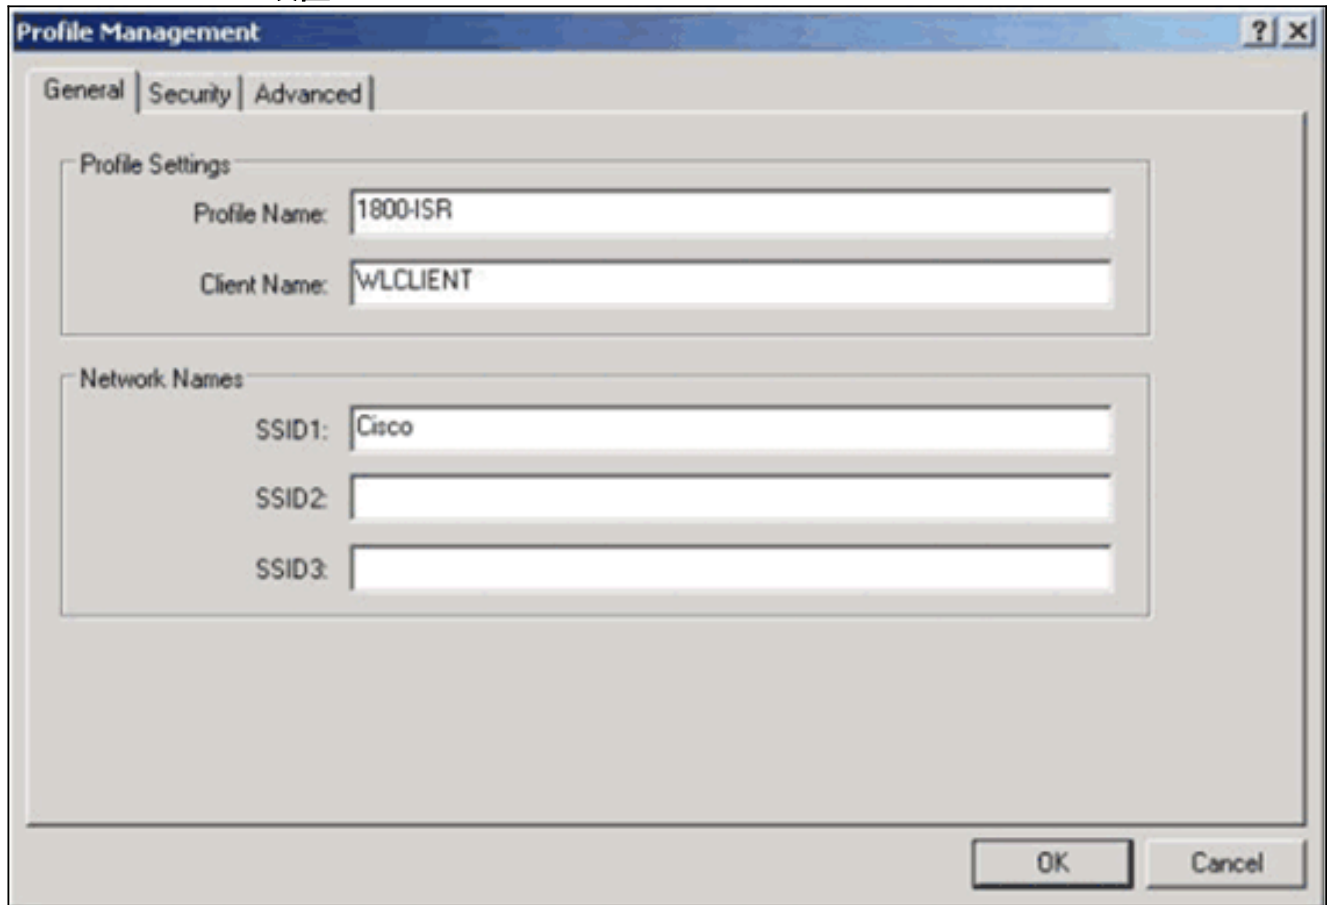 Profile Management
General Security Advanced
Profile Settings
Profile Name: 1800-ISR
Client Name: WLCLIENT
Network Names
SSID1: Cisco
SSID2:
SSID3:
OK Cancel